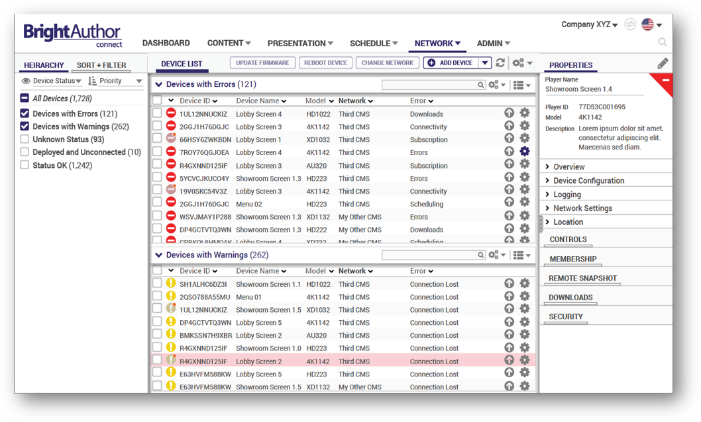 Company XYZ
BrightAuthor
connect
DASHBOARD CONTENT PRESENTATION SCHEDULE NETWORK ADMIN
HEIRARCHY SORT + FILTER
DEVICE LIST UPDATE FIRMWARE REBOOT DEVICE CHANGE NETWORK ADD DEVICE
PROPERTIES
Device Status Priority
All Devices (1,728)
Devices with Errors (121)
Devices with Warnings (262)
Unknown Status (93)
Deployed and Unconnected (10)
Status OK (1,242)
Devices with Errors (121)
Device ID Device Name Model Network Error
1UL12NNUCKIZ Lobby Screen 4 HD1022 Third CMS Downloads
2GGJ1H76DGJC Lobby Screen 3 4K1142 Third CMS Connectivity
66HSY6ZWKBDN Lobby Screen 1 XD1032 Third CMS Subscription
7ROY76QGJOEA Lobby Screen 4 4K1142 Third CMS Errors
R4GXNND125IF Lobby Screen 3 AU320 Third CMS Subscription
5YCVCJKUCO4Y Showroom Screen 1.3 HD223 Third CMS Errors
19V0SKC54V3Z Lobby Screen 3 4K1142 Third CMS Connectivity
2GGJ1H76DGJC Menu 02 4K1142 Third CMS Scheduling
WSVJMAY1P288 Showroom Screen 1.3 XD1132 My Other CMS Errors
DP4GCTVTQ3WN Showroom Screen 1.3 HD223 Third CMS Downloads
Lobby Screen 4 XD232 Third CMS Scheduling
Devices with Warnings (262)
Device ID Device Name Model Network Error
SH1ALHC6DZ3I Showroom Screen 1.1 HD1022 Third CMS Connection Lost
2QS0788A55MU Menu 01 4K1142 Third CMS Connection Lost
1UL12NNUCKIZ Showroom Screen 1.5 XD1032 Third CMS Connection Lost
DP4GCTVTQ3WN Lobby Screen 5 4K1142 Third CMS Connection Lost
BMKSSN7H9XBR Lobby Screen 2 HD223 Third CMS Connection Lost
R4GXNND125IF Showroom Screen 1.0 HD223 Third CMS Connection Lost
R4GXNND125IF Lobby Screen 2 4K1142 Third CMS Connection Lost
E63HVFM588KW Lobby Screen 5 HD223 Third CMS Connection Lost
E63HVFM588KW Showroom Screen 1.5 XD1132 My Other CMS Connection Lost
Player Name
Showroom Screen 1.4
Player ID 77D53C001695
Model 4K1142
Description Lorem ipsum dolor sit amet,
consectetur adipiscing elit.
Maecenas sed diam.
Overview
Device Configuration
Logging
Network Settings
Location
CONTROLS
MEMBERSHIP
REMOTE SNAPSHOT
DOWNLOADS
SECURITY